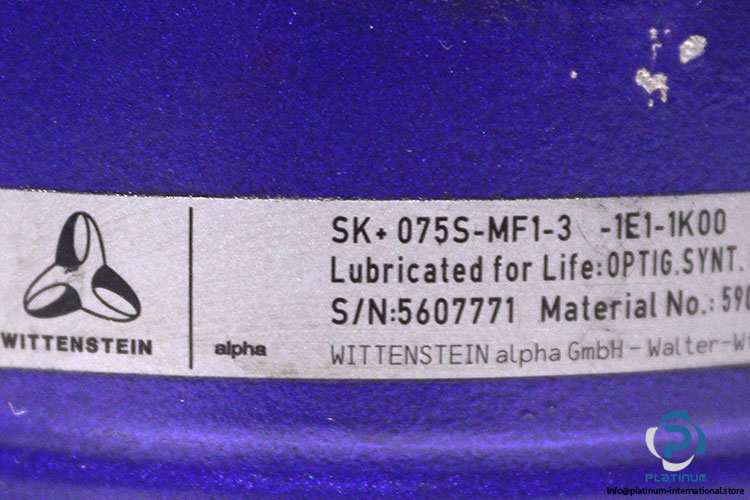 SK+ 075S-MF1-3 -1E1-1K00
Lubricated for Life:OPTIG.SYNT.
S/N:5607771 Material No.: 59
WITTENSTEIN alpha GmbH - Walter-W
WITTENSTEIN
alpha
PLATINUM
info@platinum-international.store